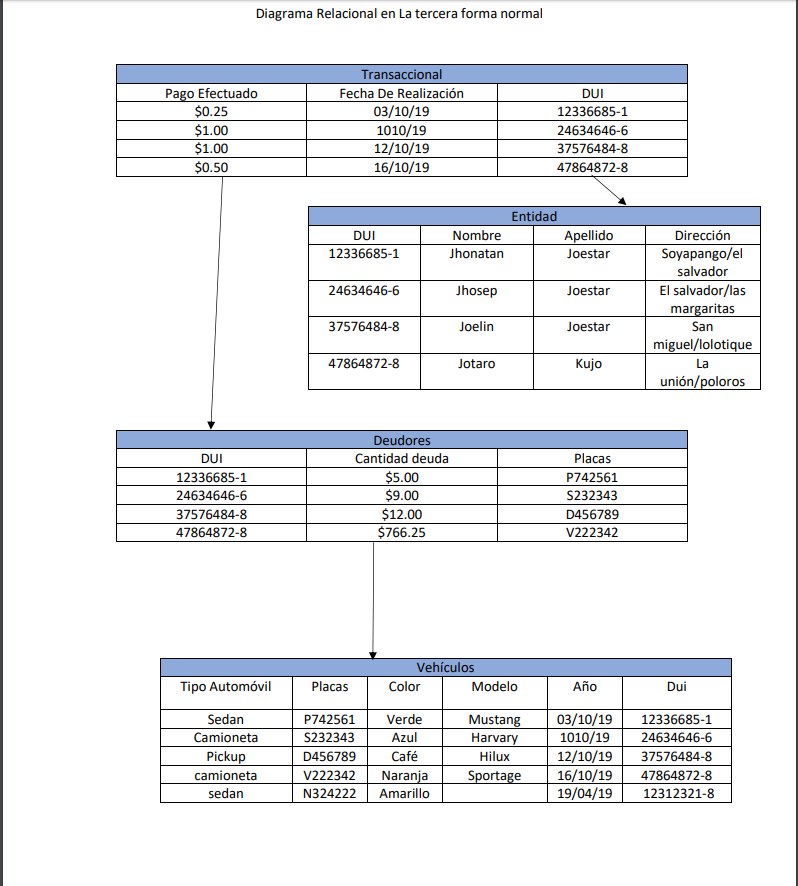 Diagrama Relacional en La tercera forma normal
Transaccional
Pago Efectuado Fecha De Realización DUI
$0.25 03/10/19 12336685-1
$1.00 1010/19 24634646-6
$1.00 12/10/19 37576484-8
$0.50 16/10/19 47864872-8
Entidad
DUI Nombre Apellido Dirección
12336685-1 Jhonatan Joestar Soyapango/el
salvador
24634646-6 Jhosep Joestar El salvador/las
margaritas
37576484-8 Joelin Joestar San
miguel/lolotique
47864872-8 Jotaro Kujo La
unión/poloros
Deudores
DUI Cantidad deuda Placas
12336685-1 $5.00 P742561
24634646-6 $9.00 S232343
37576484-8 $12.00 D456789
47864872-8 $766.25 V222342
Vehículos
Tipo Automóvil Placas Color Modelo Año Dui
Sedan P742561 Verde Mustang 03/10/19 12336685-1
Camioneta S232343 Azul Harvary 1010/19 24634646-6
Pickup D456789 Café Hilux 12/10/19 37576484-8
camioneta V222342 Naranja Sportage 16/10/19 47864872-8
sedan N324222 Amarillo 19/04/19 12312321-8